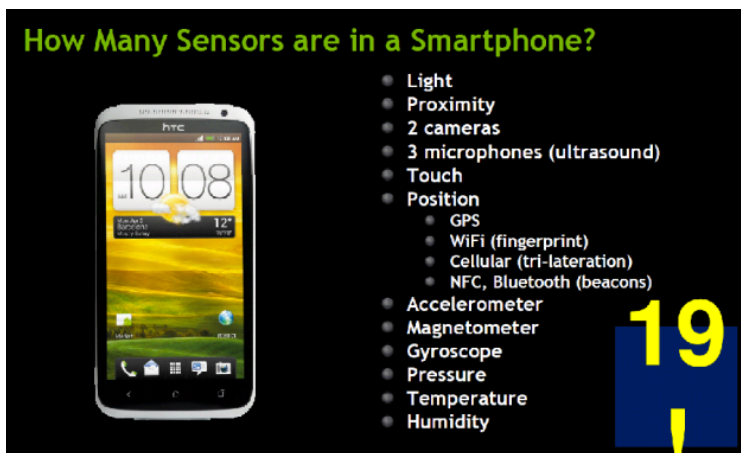 How Many Sensors are in a Smartphone?
Light
Proximity
2 cameras
3 microphones (ultrasound)
Touch
Position
GPS
WiFi (fingerprint)
Cellular (tri-lateration)
NFC, Bluetooth (beacons)
Accelerometer
Magnetometer
Gyroscope
Pressure
Temperature
Humidity
19
!
hTC
10 08
Barcelona
12°